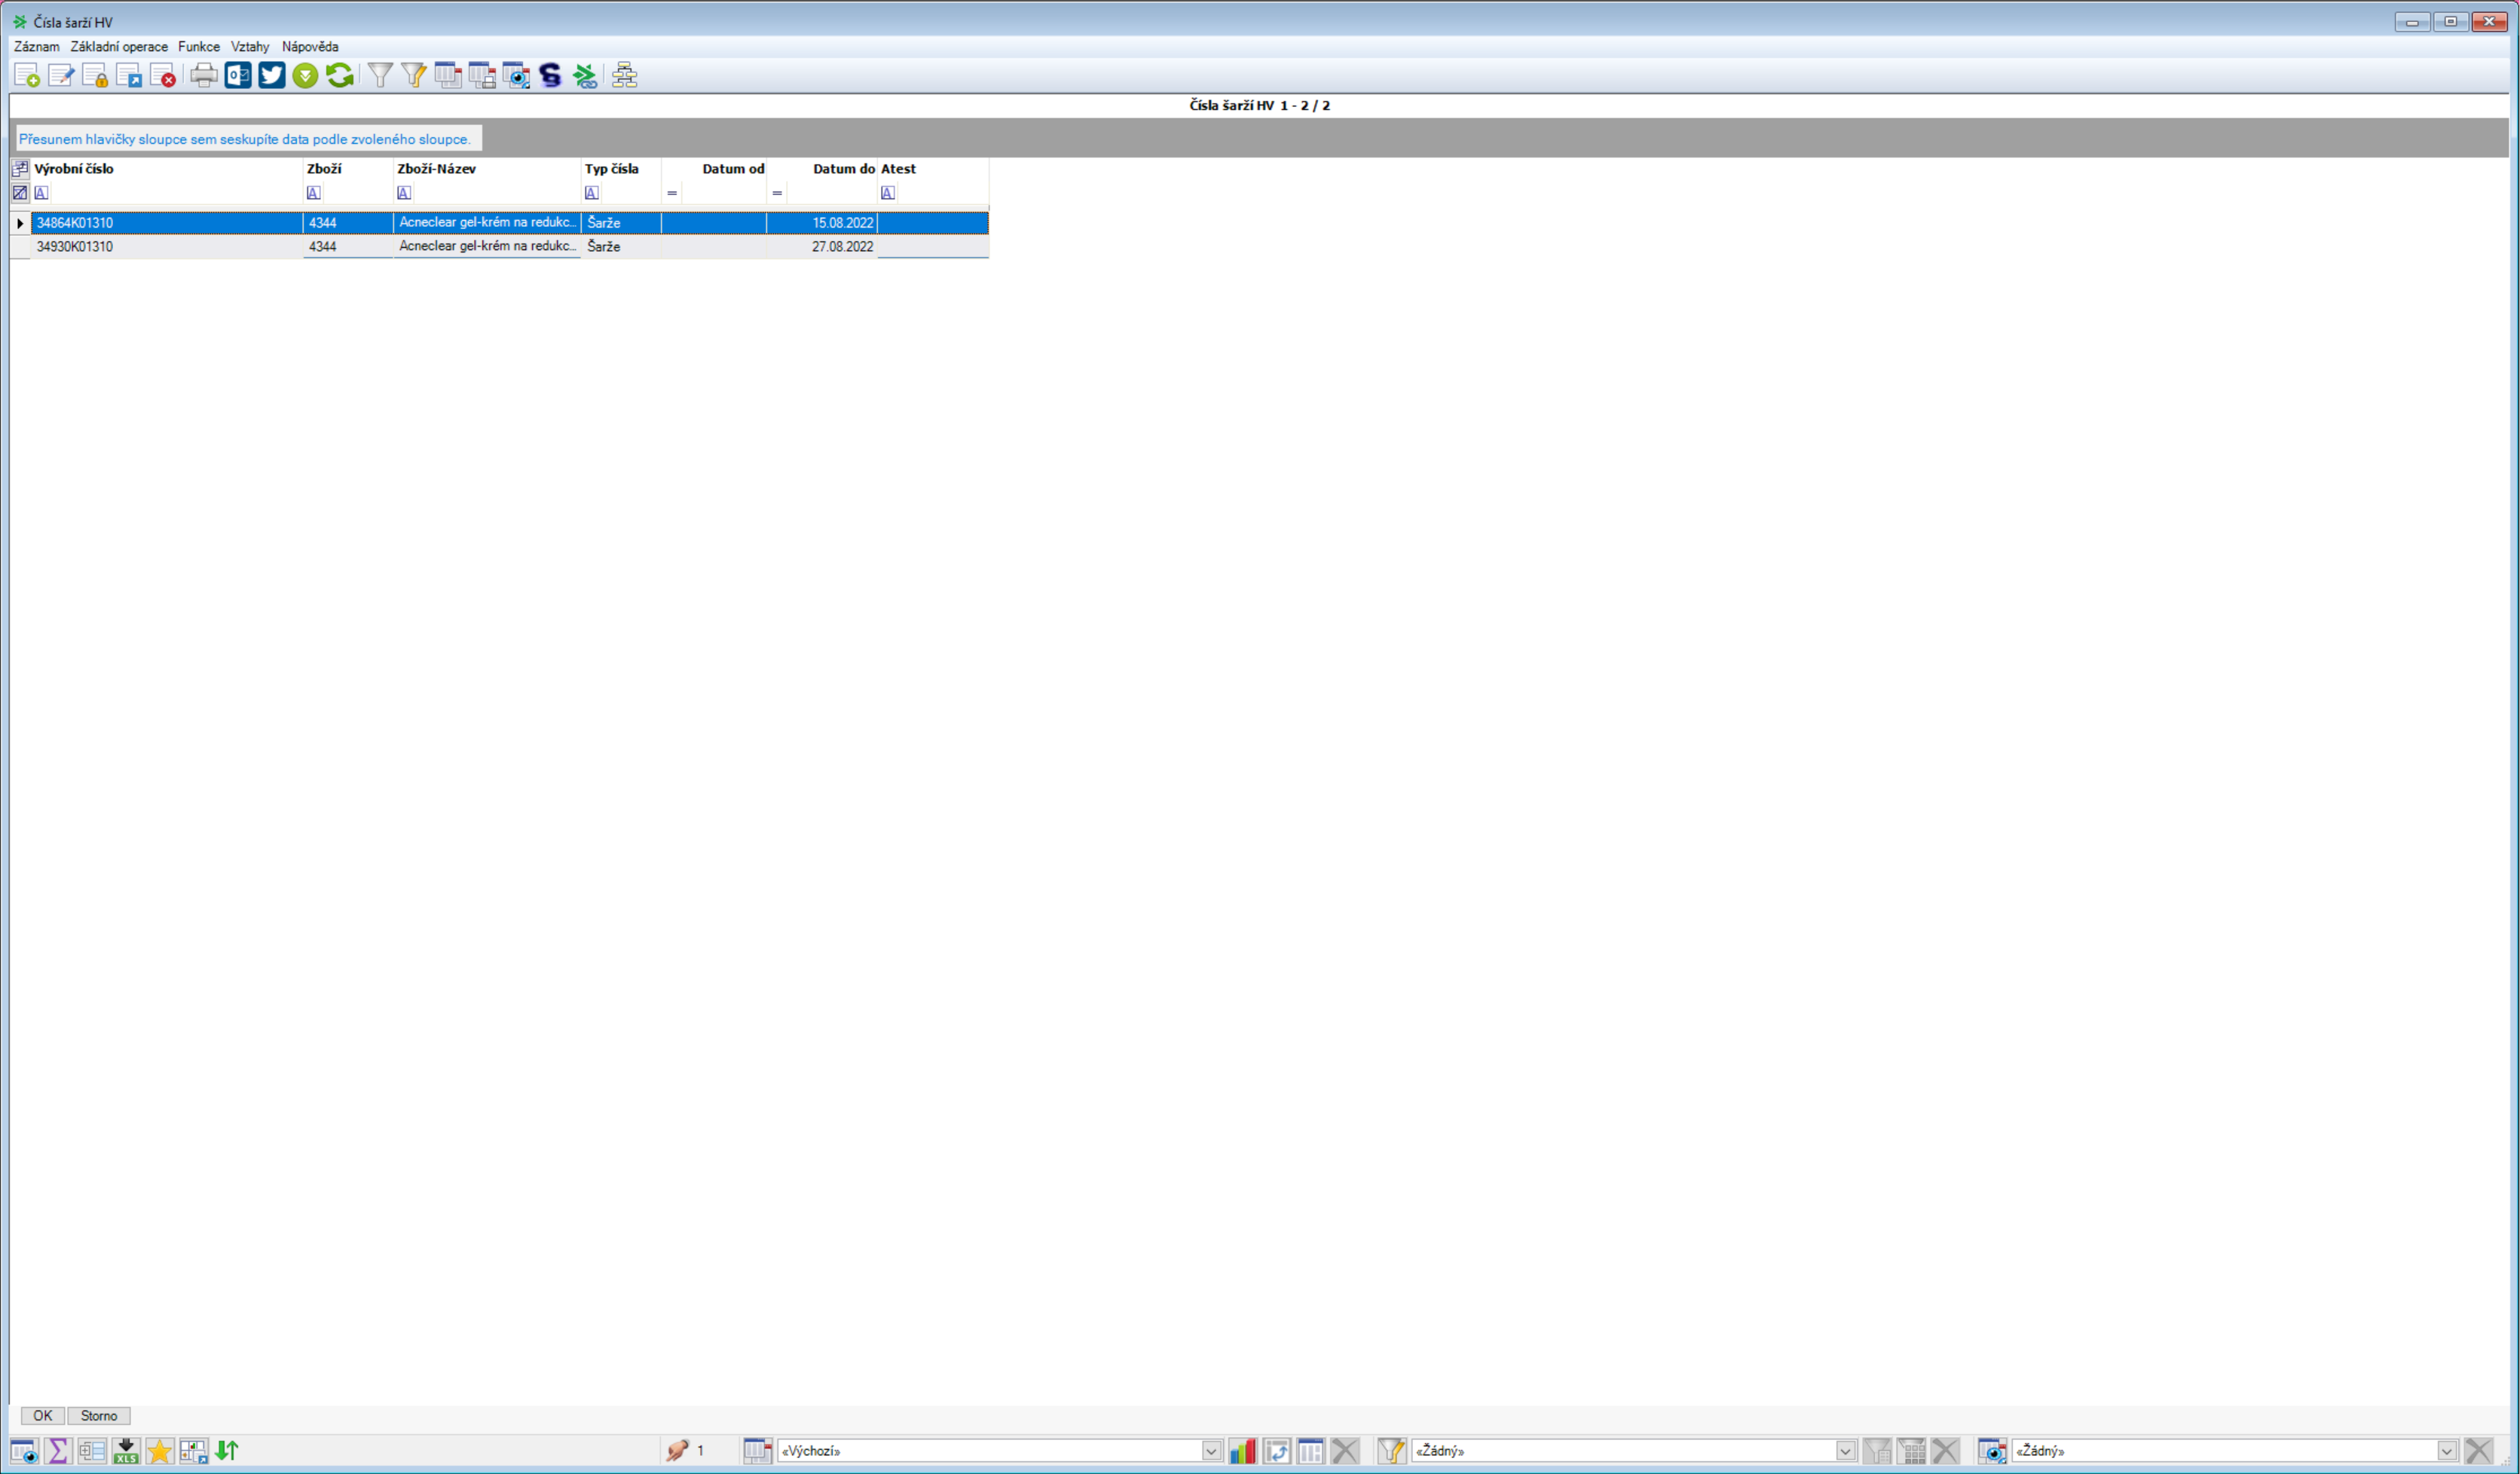 Čísla šarží HV
Záznam Základní operace Funkce Vztahy Nápověda
Čísla šarží HV 1 - 2 / 2
Přesunem hlavičky sloupce sem seskupíte data podle zvoleného sloupce.
Výrobní číslo Zboží Zboží-Název Typ čísla Datum od Datum do Atest
A A A A = = A
34864K01310 4344 Acneclear gel-krém na redukc... Šarže 15.08.2022
34930K01310 4344 Acneclear gel-krém na redukc... Šarže 27.08.2022
OK Storno
XLS 1 «Výchozí» «Žádný» «Žádný»